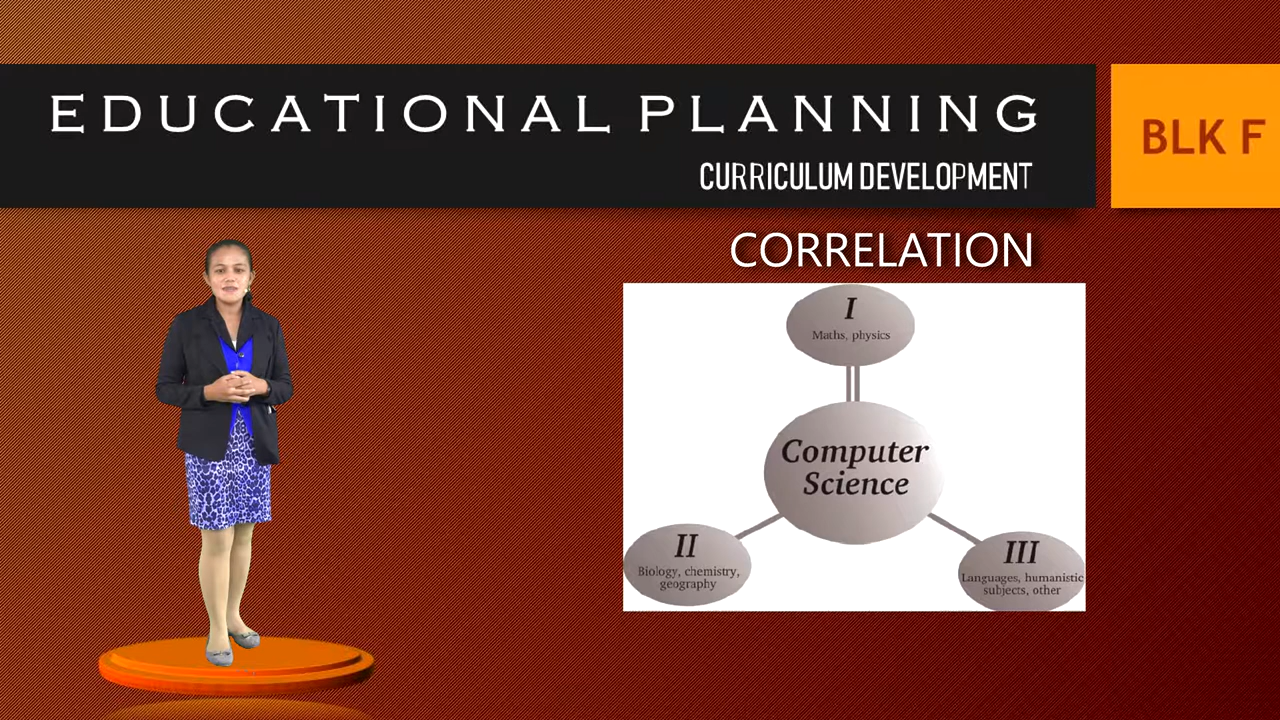 EDUCATIONAL PLANNING
BLK F
CURRICULUM DEVELOPMENT
CORRELATION
I
Maths, physics
Computer
Science
II
Biology, chemistry,
geography
III
Languages, humanistic
subjects, other